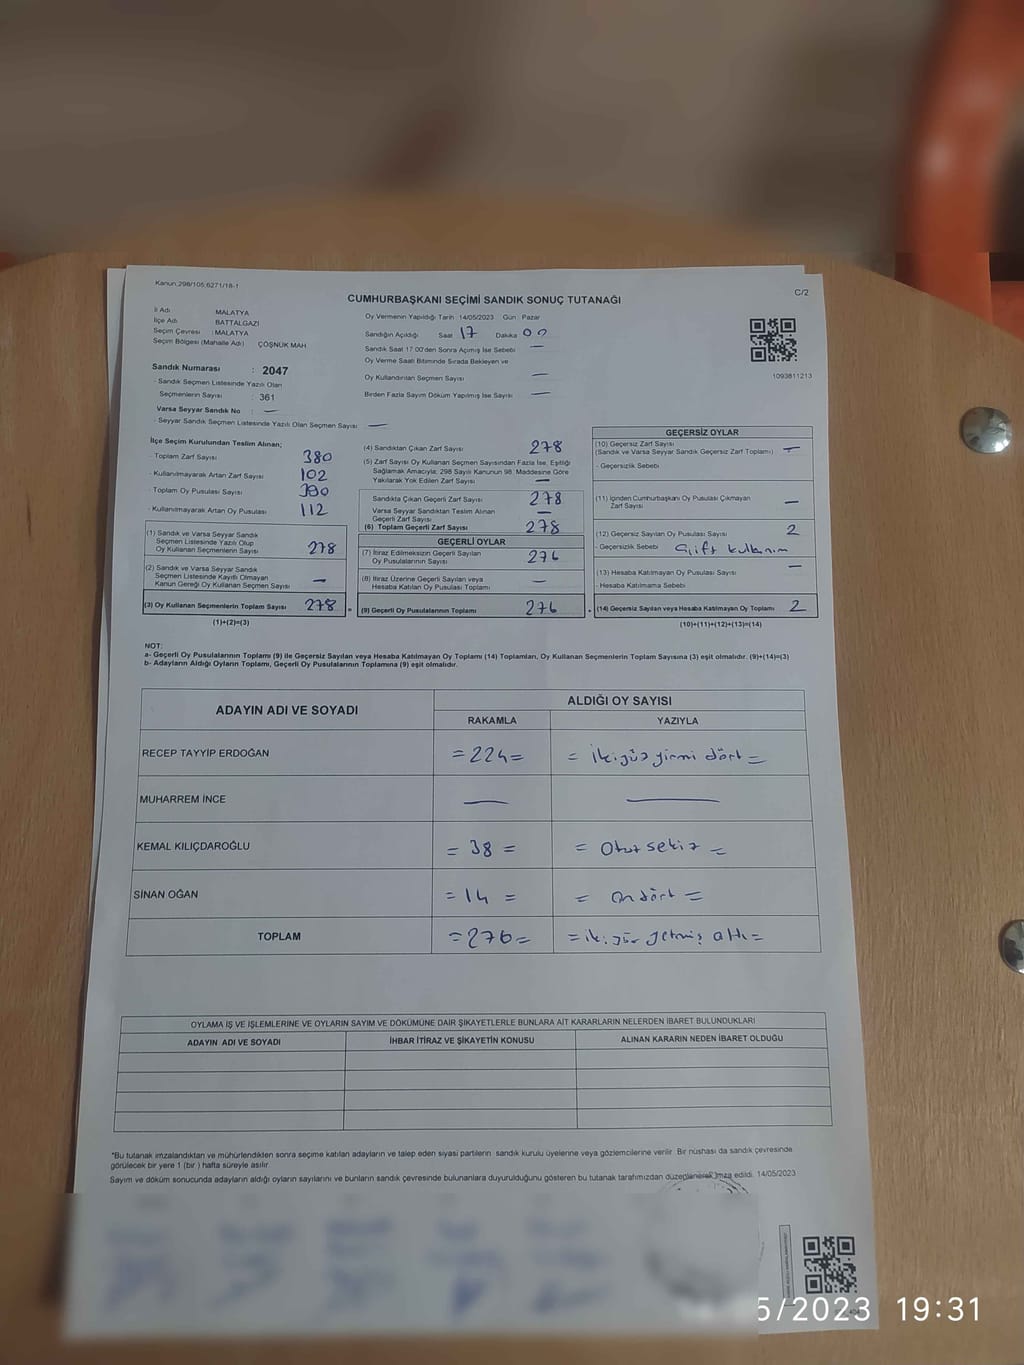 Kanun,298/105;6271/18-1
C/2
CUMHURBAŞKANI SEÇİMİ SANDIK SONUÇ TUTANAĞI
İl Adı MALATYA
İlçe Adı BATTALGAZİ
Seçim Çevresi : MALATYA
Seçim Bölgesi (Mahalle Adı) ÇÖŞNÜK MAH
Sandık Numarası : 2047
- Sandık Seçmen Listesinde Yazılı Olan
Seçmenlerin Sayısı : 361
Varsa Seyyar Sandık No : —
- Seyyar Sandık Seçmen Listesinde Yazılı Olan Seçmen Sayısı —
Oy Vermenin Yapıldığı Tarih : 14/05/2023 Gün : Pazar
Sandığın Açıldığı Saat 17 Dakika 00
Sandık Saat 17.00'den Sonra Açımış İse Sebebi —
Oy Verme Saati Bitiminde Sırada Bekleyen ve
Oy Kullandırılan Seçmen Sayısı —
Birden Fazla Sayım Döküm Yapılmış İse Sayısı —
1093811213
İlçe Seçim Kurulundan Teslim Alınan;
- Toplam Zarf Sayısı 380
- Kullanılmayarak Artan Zarf Sayısı 102
- Toplam Oy Pusulası Sayısı 390
- Kullanılmayarak Artan Oy Pusulası 112
(1) Sandık ve Varsa Seyyar Sandık
Seçmen Listesinde Yazılı Olup
Oy Kullanan Seçmenlerin Sayısı 278
(2) Sandık ve Varsa Seyyar Sandık
Seçmen Listesinde Kayıtlı Olmayan
Kanun Gereği Oy Kullanan Seçmen Sayısı —
(3) Oy Kullanan Seçmenlerin Toplam Sayısı 278
(1)+(2)=(3)
(4) Sandıktan Çıkan Zarf Sayısı 278
(5) Zarf Sayısı Oy Kullanan Seçmen Sayısından Fazla İse, Eşitliği
Sağlamak Amacıyla; 298 Sayılı Kanunun 98. Maddesine Göre
Yakılarak Yok Edilen Zarf Sayısı —
Sandıkta Çıkan Geçerli Zarf Sayısı 278
Varsa Seyyar Sandıktan Teslim Alınan
Geçerli Zarf Sayısı —
(6) Toplam Geçerli Zarf Sayısı 278
GEÇERLİ OYLAR
(7) İtiraz Edilmeksizin Geçerli Sayılan
Oy Pusulasının Sayısı 276
(8) İtiraz Üzerine Geçerli Sayılan veya
Hesaba Katılan Oy Pusulası Toplamı —
(9) Geçerli Oy Pusulalarının Toplamı 276
GEÇERSİZ OYLAR
(10) Geçersiz Zarf Sayısı
(Sandık ve Varsa Seyyar Sandık Geçersiz Zarf Toplamı) —
- Geçersizlik Sebebi
(11) İçinden Cumhurbaşkanı Oy Pusulası Çıkmayan
Zarf Sayısı —
(12) Geçersiz Sayılan Oy Pusulası Sayısı 2
- Geçersizlik Sebebi Çift kullanım
(13) Hesaba Katılmayan Oy Pusulası Sayısı —
- Hesaba Katılmama Sebebi
(14) Geçersiz Sayılan veya Hesaba Katılmayan Oy Toplamı 2
(10)+(11)+(12)+(13)=(14)
NOT:
a- Geçerli Oy Pusulalarının Toplamı (9) ile Geçersiz Sayılan veya Hesaba Katılmayan Oy Toplamı (14) Toplamları, Oy Kullanan Seçmenlerin Toplam Sayısına (3) eşit olmalıdır. (9)+(14)=(3)
b- Adayların Aldığı Oyların Toplamı, Geçerli Oy Pusulalarının Toplamına (9) eşit olmalıdır.
ADAYIN ADI VE SOYADI ALDIĞI OY SAYISI
RAKAMLA YAZIYLA
RECEP TAYYİP ERDOĞAN =224= = ikiyüz yirmi dört =
MUHARREM İNCE — —
KEMAL KILIÇDAROĞLU = 38 = = Otuz sekiz =
SİNAN OĞAN = 14 = = On dört =
TOPLAM =276= = iki yüz yetmiş altı =
OYLAMA İŞ VE İŞLEMLERİNE VE OYLARIN SAYIM VE DÖKÜMÜNE DAİR ŞİKAYETLERLE BUNLARA AİT KARARLARIN NELERDEN İBARET BULUNDUKLARI
ADAYIN ADI VE SOYADI İHBAR İTİRAZ VE ŞİKAYETİN KONUSU ALINAN KARARIN NEDEN İBARET OLDUĞU
*Bu tutanak imzalandıktan ve mühürlendikten sonra seçime katılan adayların ve talep eden siyasi partilerin sandık kurulu üyelerine veya gözlemcilerine verilir. Bir nüshası da sandık çevresinde
görülecek bir yere 1 (bir ) hafta süreyle asılır.
Sayım ve döküm sonucunda adayların aldığı oyların sayılarını ve bunların sandık çevresinde bulunanlara duyurulduğunu gösteren bu tutanak tarafımızdan düzenlenerek imza edildi. 14/05/2023
5/2023 19:31